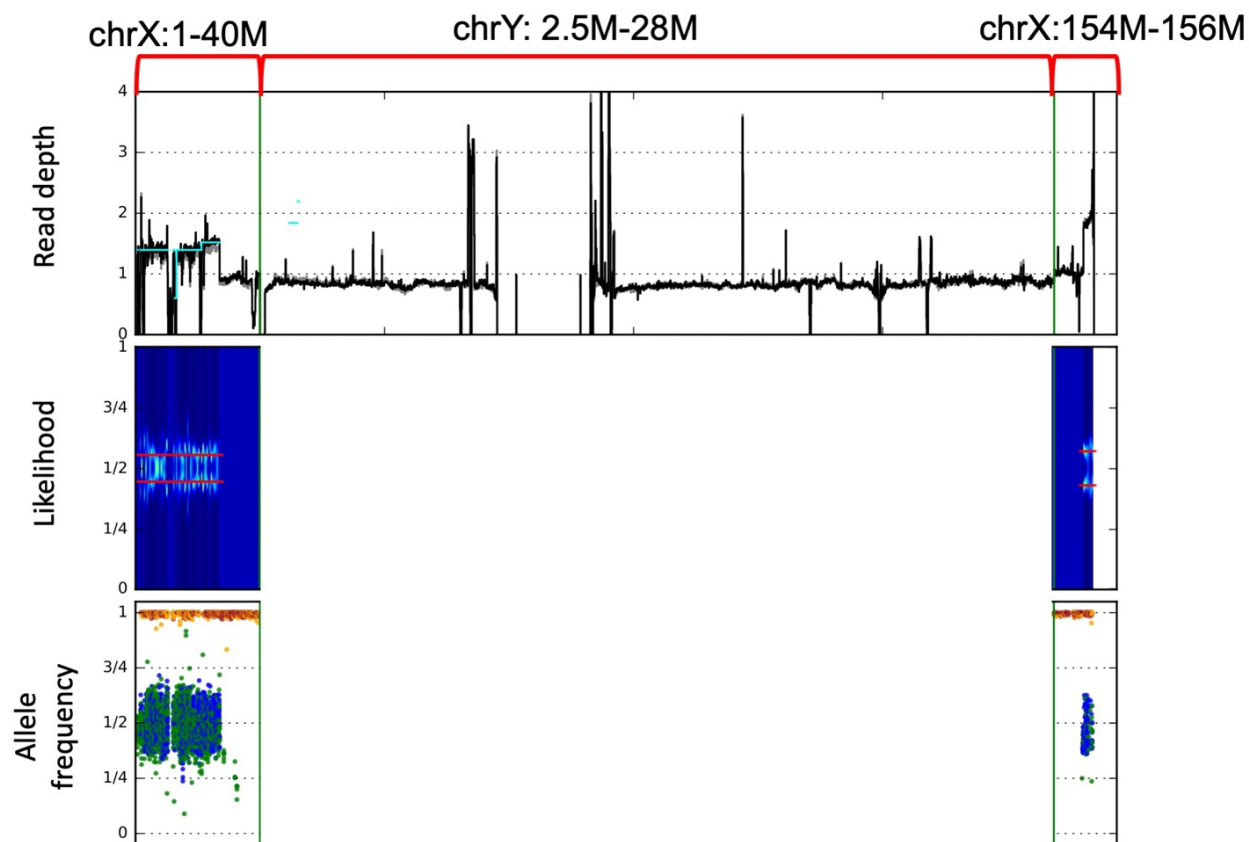 chrX:1-40M
chrY: 2.5M-28M
chrX:154M-156M
Read depth
4
3
2
1
0
Likelihood
1
3/4
1/2
1/4
0
Allele
frequency
1
3/4
1/2
1/4
0